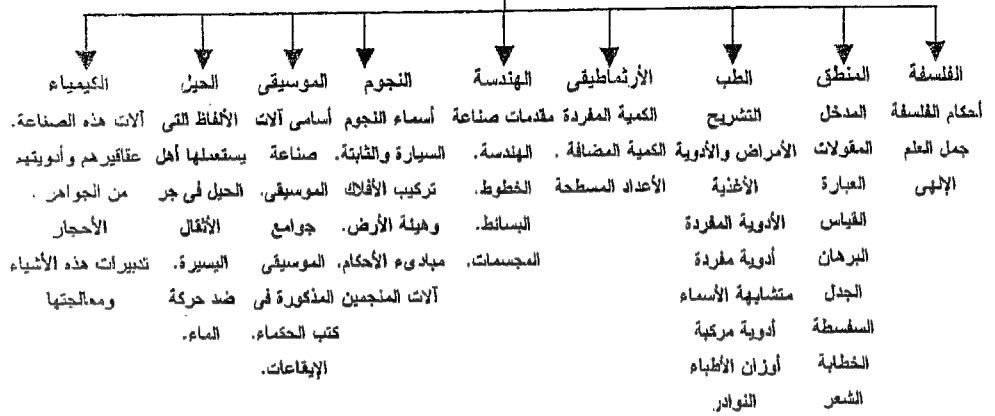 الفلسفة
أحكام الفلسفة
جمل العلم
الإلهى
المنطق
المدخل
المقولات
العبارة
القياس
البرهان
الجدل
السفسطة
الخطابة
الشعر
الطب
التشريح
الأمراض والأدوية
الأغذية
الأدوية المفردة
أدوية مفردة
متشابهة الأسماء
أدوية مركبة
أوزان الأطباء
النوادر
الأرثماطيقى
الكمية المفردة
الكمية المضافة .
الأعداد المسطحة
الهندسة
مقدمات صناعة
الهندسة.
الخطوط.
البسائط.
المجسمات.
النجوم
أسماء النجوم
السيارة والثابتة.
تركيب الأفلاك
وهيئة الأرض.
مبادىء الأحكام.
آلات المنجمين
الموسيقى
أسامى آلات
صناعة
الموسيقى.
جوامع
الموسيقى
المذكورة فى
كتب الحكماء.
الإيقاعات.
الحيل
الألفاظ التى
يستعملها أهل
الحيل فى جر
الأثقال
اليسيرة.
ضد حركة
الماء.
الكيمياء
آلات هذه الصناعة.
عقاقيرهم وأدويتهم
من الجواهر .
الأحجار
تدبيرات هذه الأشياء
ومعالجتها